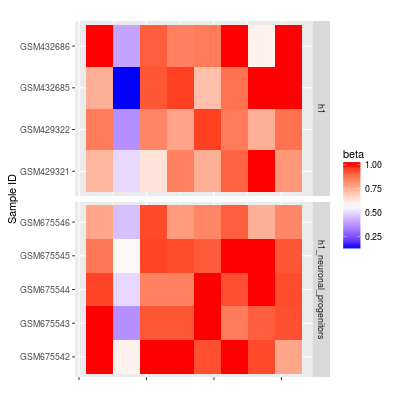 GSM432686
GSM432685
GSM429322
GSM429321
h1
Sample ID
GSM675546
GSM675545
GSM675544
GSM675543
GSM675542
h1_neuronal_progenitors
beta
1.00
0.75
0.50
0.25